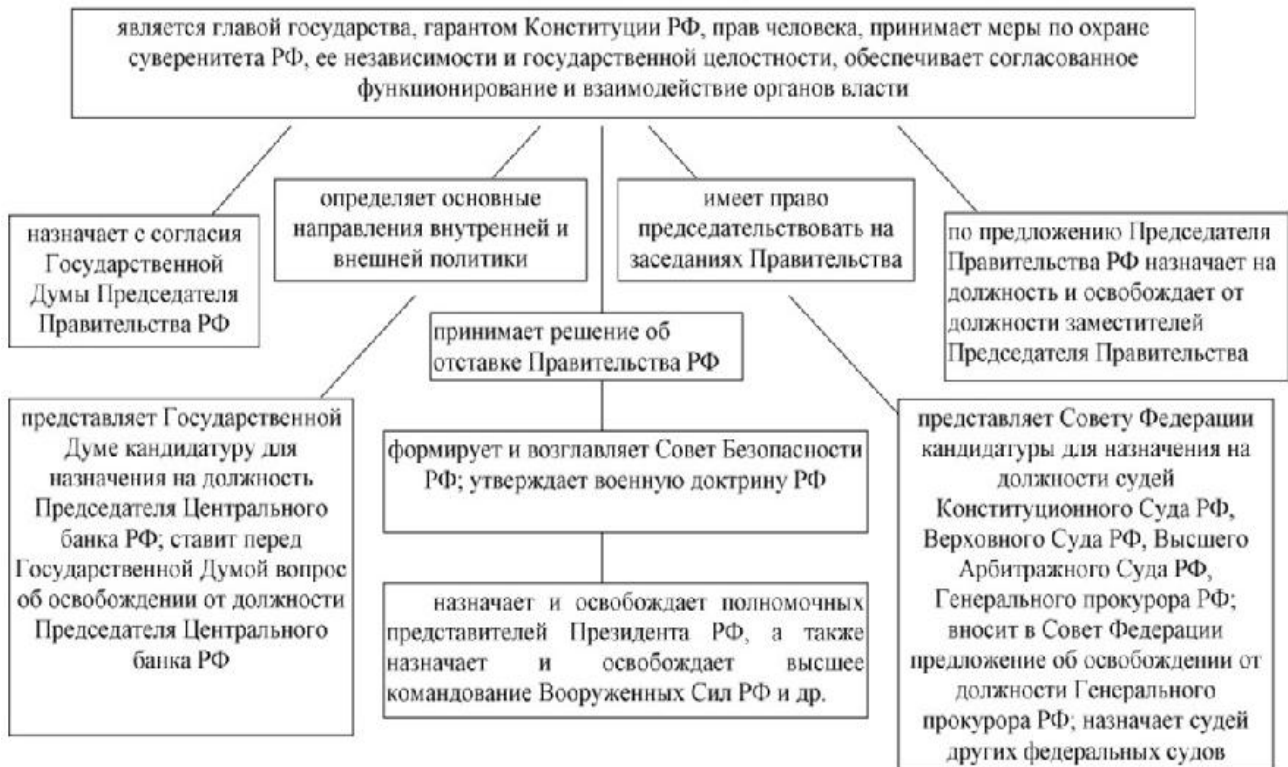 является главой государства, гарантом Конституции РФ, прав человека, принимает меры по охране
суверенитета РФ, ее независимости и государственной целостности, обеспечивает согласованное
функционирование и взаимодействие органов власти
назначает с согласия
Государственной
Думы Председателя
Правительства РФ
определяет основные
направления внутренней и
внешней политики
имеет право
председательствовать на
заседаниях Правительства
по предложению Председателя
Правительства РФ назначает на
должность и освобождает от
должности заместителей
Председателя Правительства
принимает решение об
отставке Правительства РФ
представляет Государственной
Думе кандидатуру для
назначения на должность
Председателя Центрального
банка РФ; ставит перед
Государственной Думой вопрос
об освобождении от должности
Председателя Центрального
банка РФ
формирует и возглавляет Совет Безопасности
РФ; утверждает военную доктрину РФ
назначает и освобождает полномочных
представителей Президента РФ, а также
назначает и освобождает высшее
командование Вооруженных Сил РФ и др.
представляет Совету Федерации
кандидатуры для назначения на
должности судей
Конституционного Суда РФ,
Верховного Суда РФ, Высшего
Арбитражного Суда РФ,
Генерального прокурора РФ;
вносит в Совет Федерации
предложение об освобождении от
должности Генерального
прокурора РФ; назначает судей
других федеральных судов